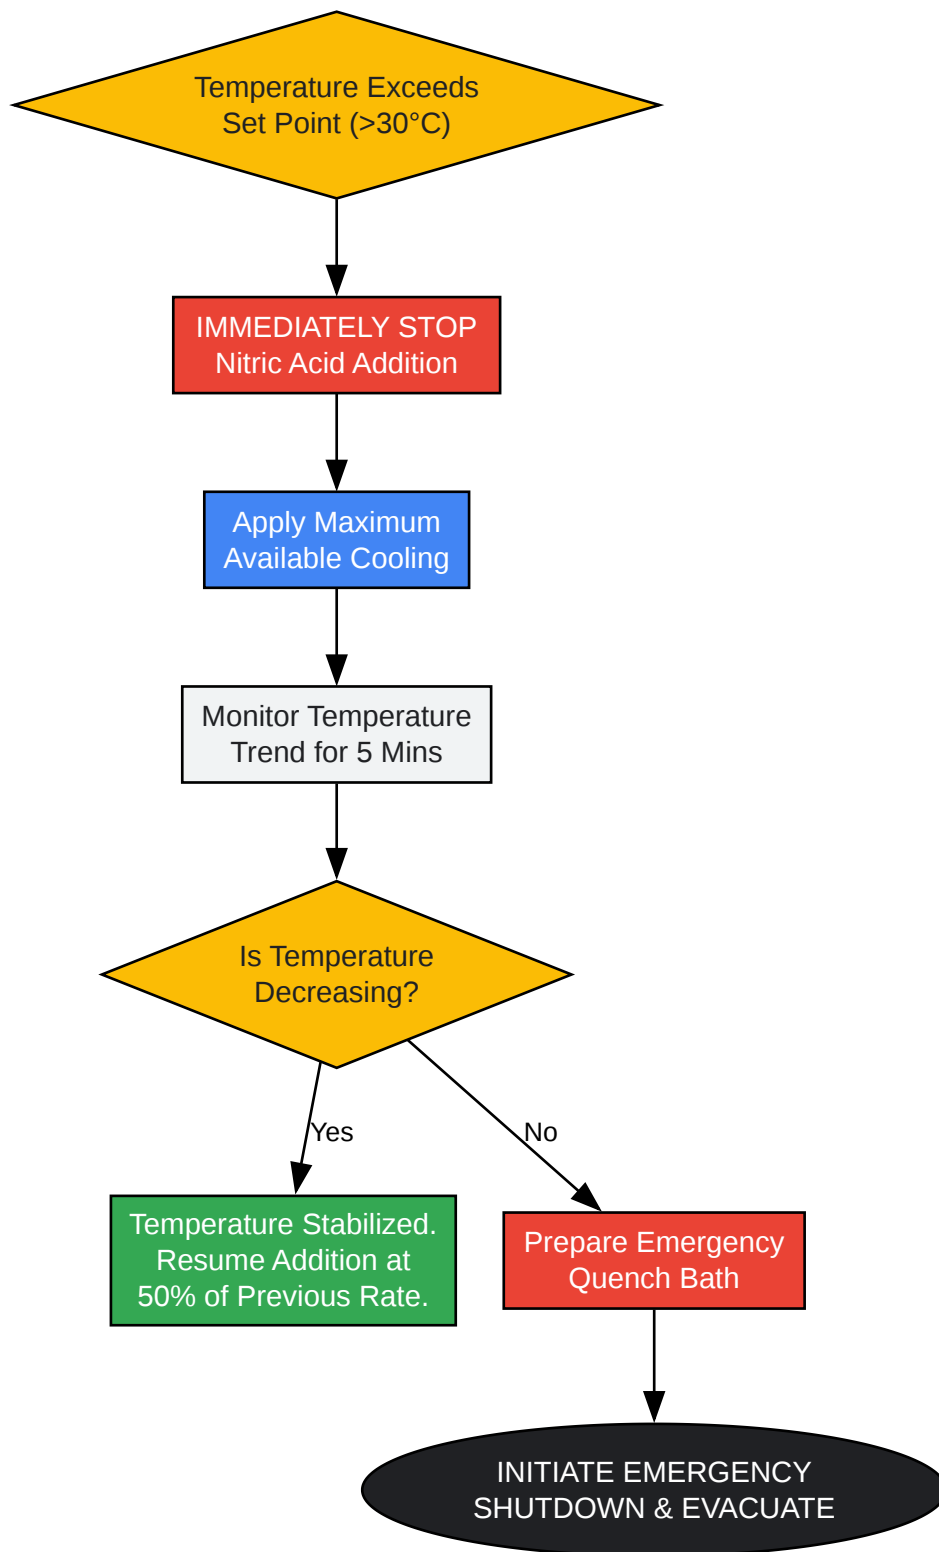 Temperature Exceeds
Set Point (>30°C)
IMMEDIATELY STOP
Nitric Acid Addition
Apply Maximum
Available Cooling
Monitor Temperature
Trend for 5 Mins
Is Temperature
Decreasing?
Yes
No
Temperature Stabilized.
Resume Addition at
50% of Previous Rate.
Prepare Emergency
Quench Bath
INITIATE EMERGENCY
SHUTDOWN & EVACUATE